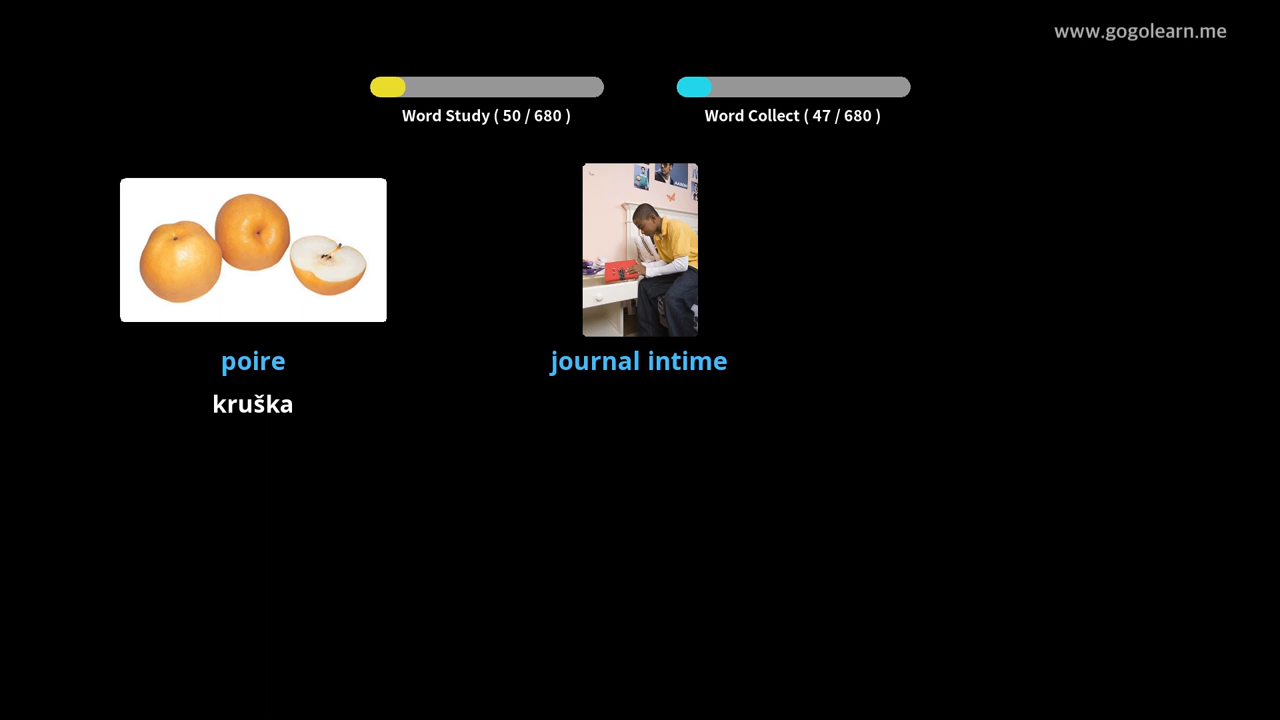 www.gogolearn.me
Word Study ( 50 / 680 )
Word Collect ( 47 / 680 )
poire
journal intime
kruška